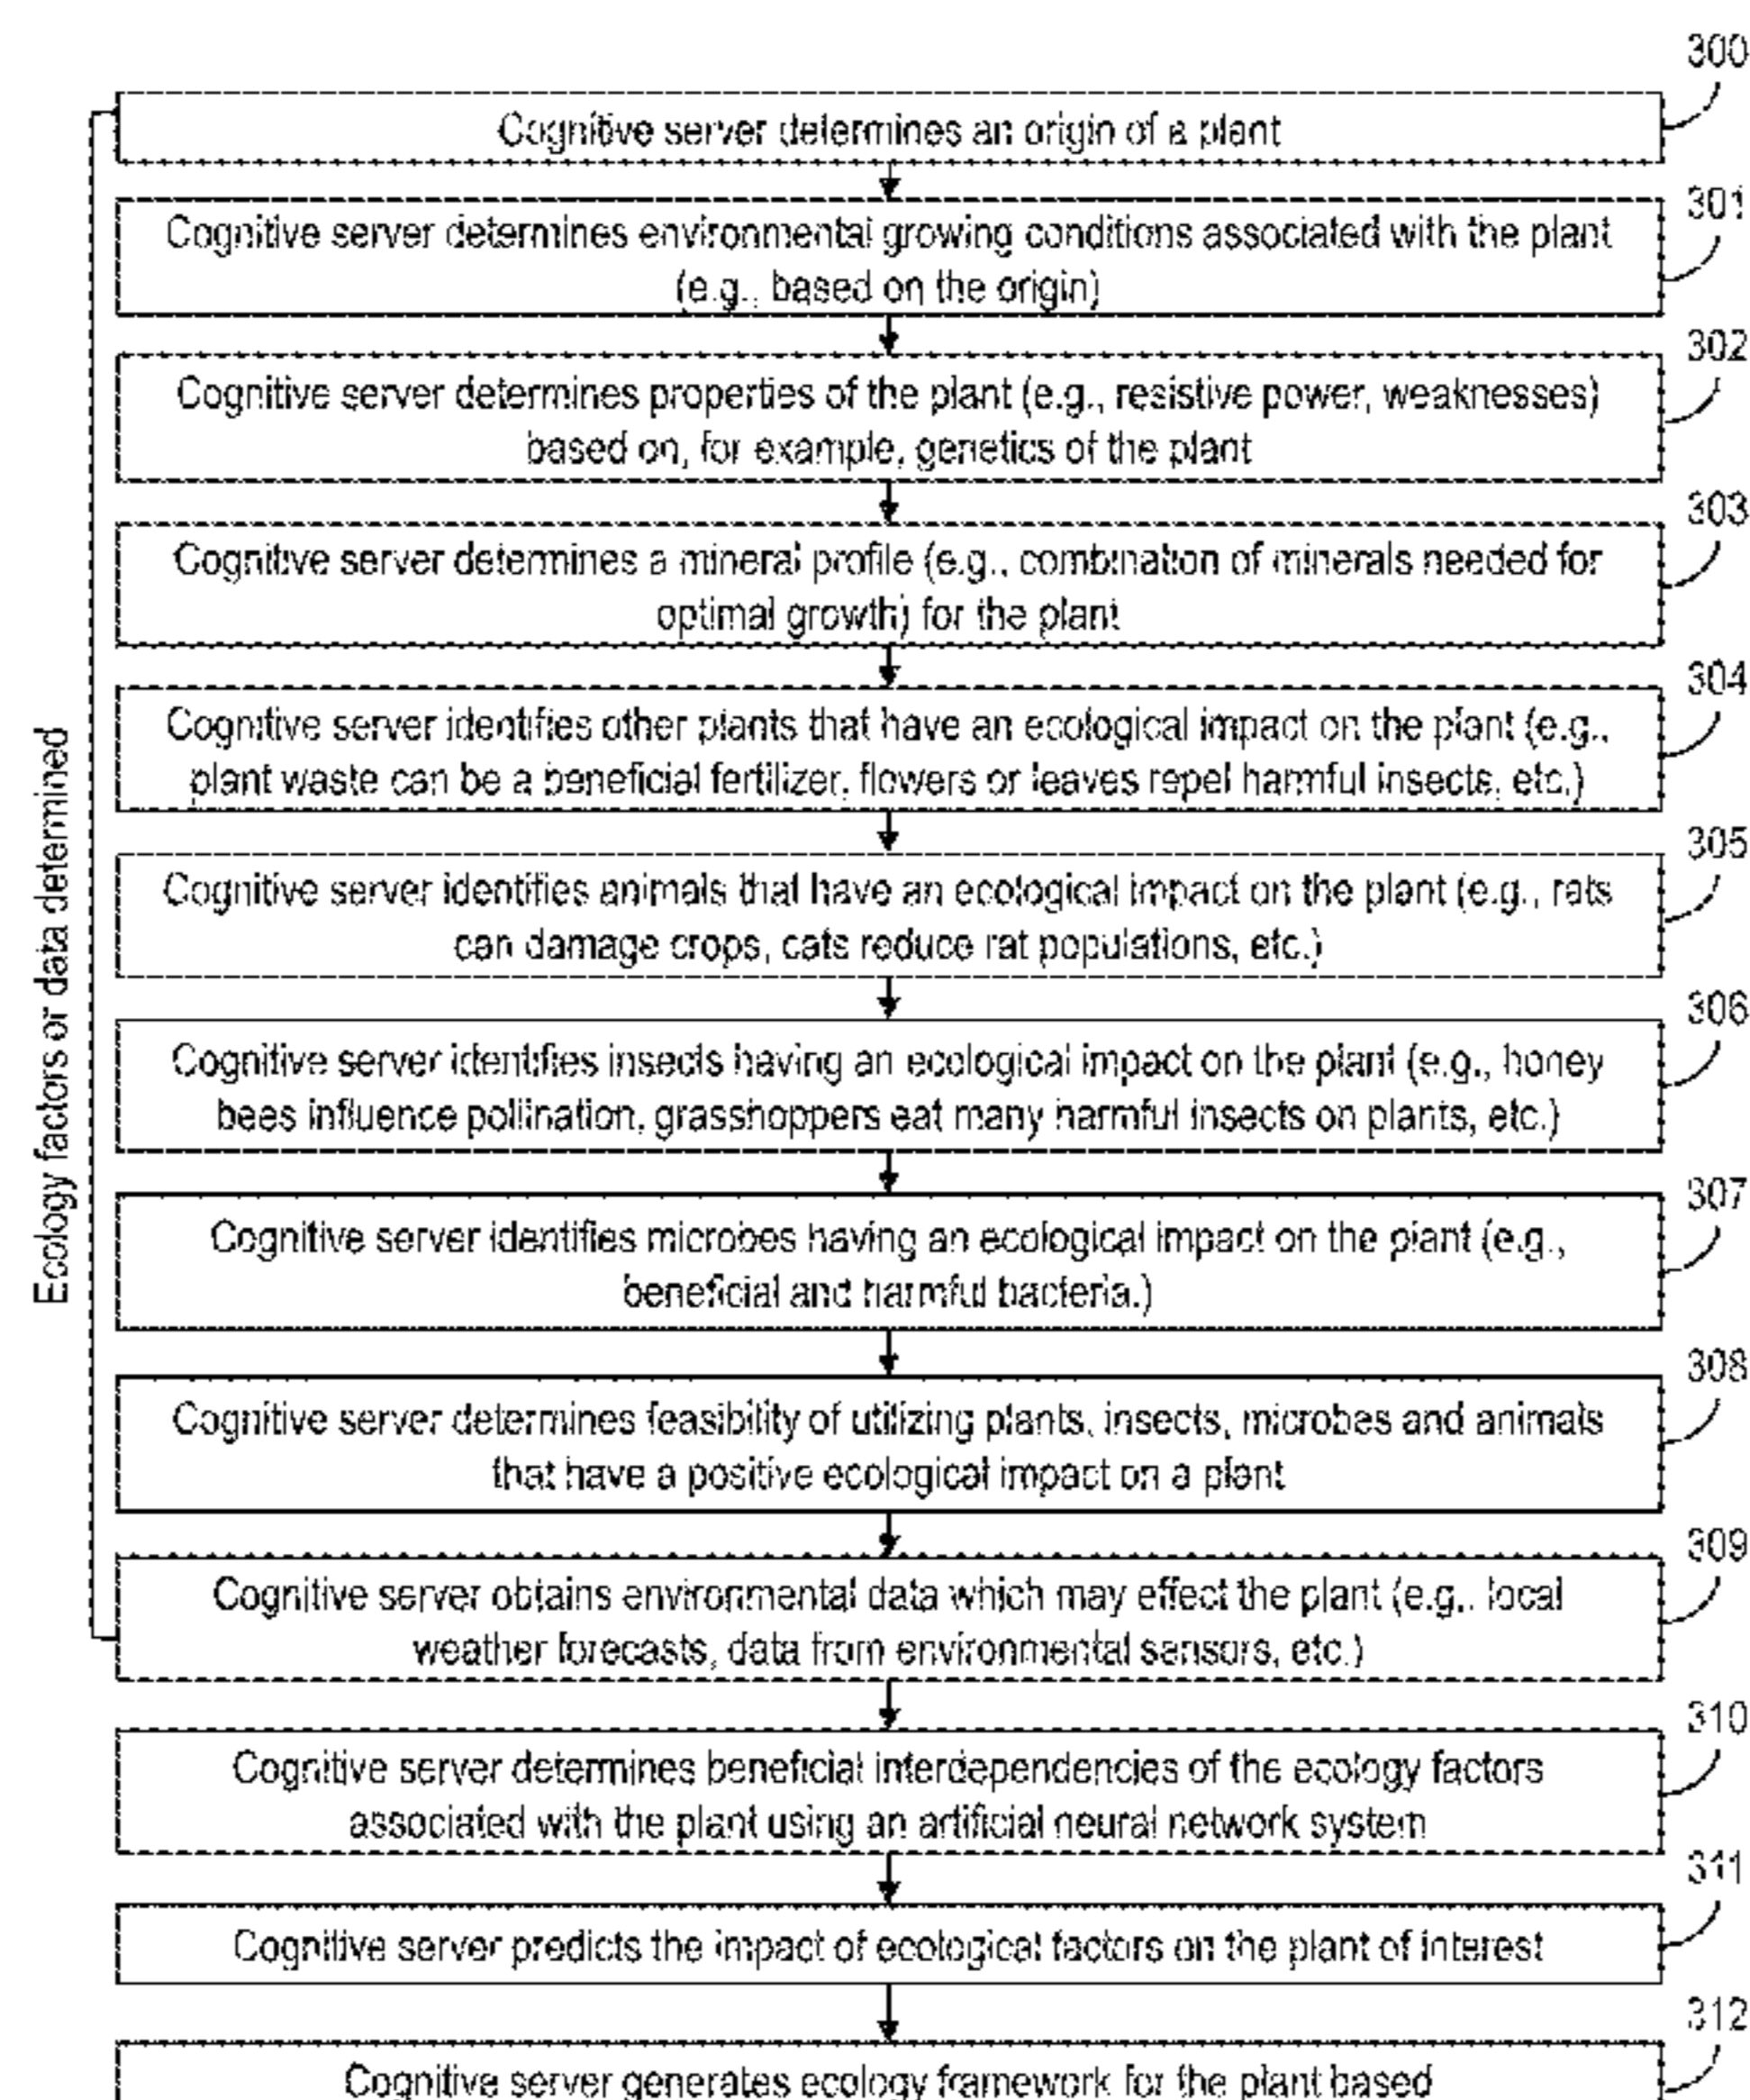 300
Cognitive server determines an origin of a plant
301
Cognitive server determines environmental growing conditions associated with the plant
(e.g., based on the origin)
302
Cognitive server determines properties of the plant (e.g., resistive power, weaknesses)
based on, for example, genetics of the plant
303
Cognitive server determines a mineral profile (e.g., combination of minerals needed for
optimal growth) for the plant
304
Cognitive server identifies other plants that have an ecological impact on the plant (e.g.,
plant waste can be a beneficial fertilizer, flowers or leaves repel harmful insects, etc.)
305
Cognitive server identifies animals that have an ecological impact on the plant (e.g., rats
can damage crops, cats reduce rat populations, etc.)
306
Cognitive server identifies insects having an ecological impact on the plant (e.g., honey
bees influence pollination, grasshoppers eat many harmful insects on plants, etc.)
307
Cognitive server identifies microbes having an ecological impact on the plant (e.g.,
beneficial and harmful bacteria.)
308
Cognitive server determines feasibility of utilizing plants, insects, microbes and animals
that have a positive ecological impact on a plant
309
Cognitive server obtains environmental data which may effect the plant (e.g., local
weather forecasts, data from environmental sensors, etc.)
Ecology factors or data determined
310
Cognitive server determines beneficial interdependencies of the ecology factors
associated with the plant using an artificial neural network system
311
Cognitive server predicts the impact of ecological factors on the plant of interest
312
Cognitive server generates ecology framework for the plant based